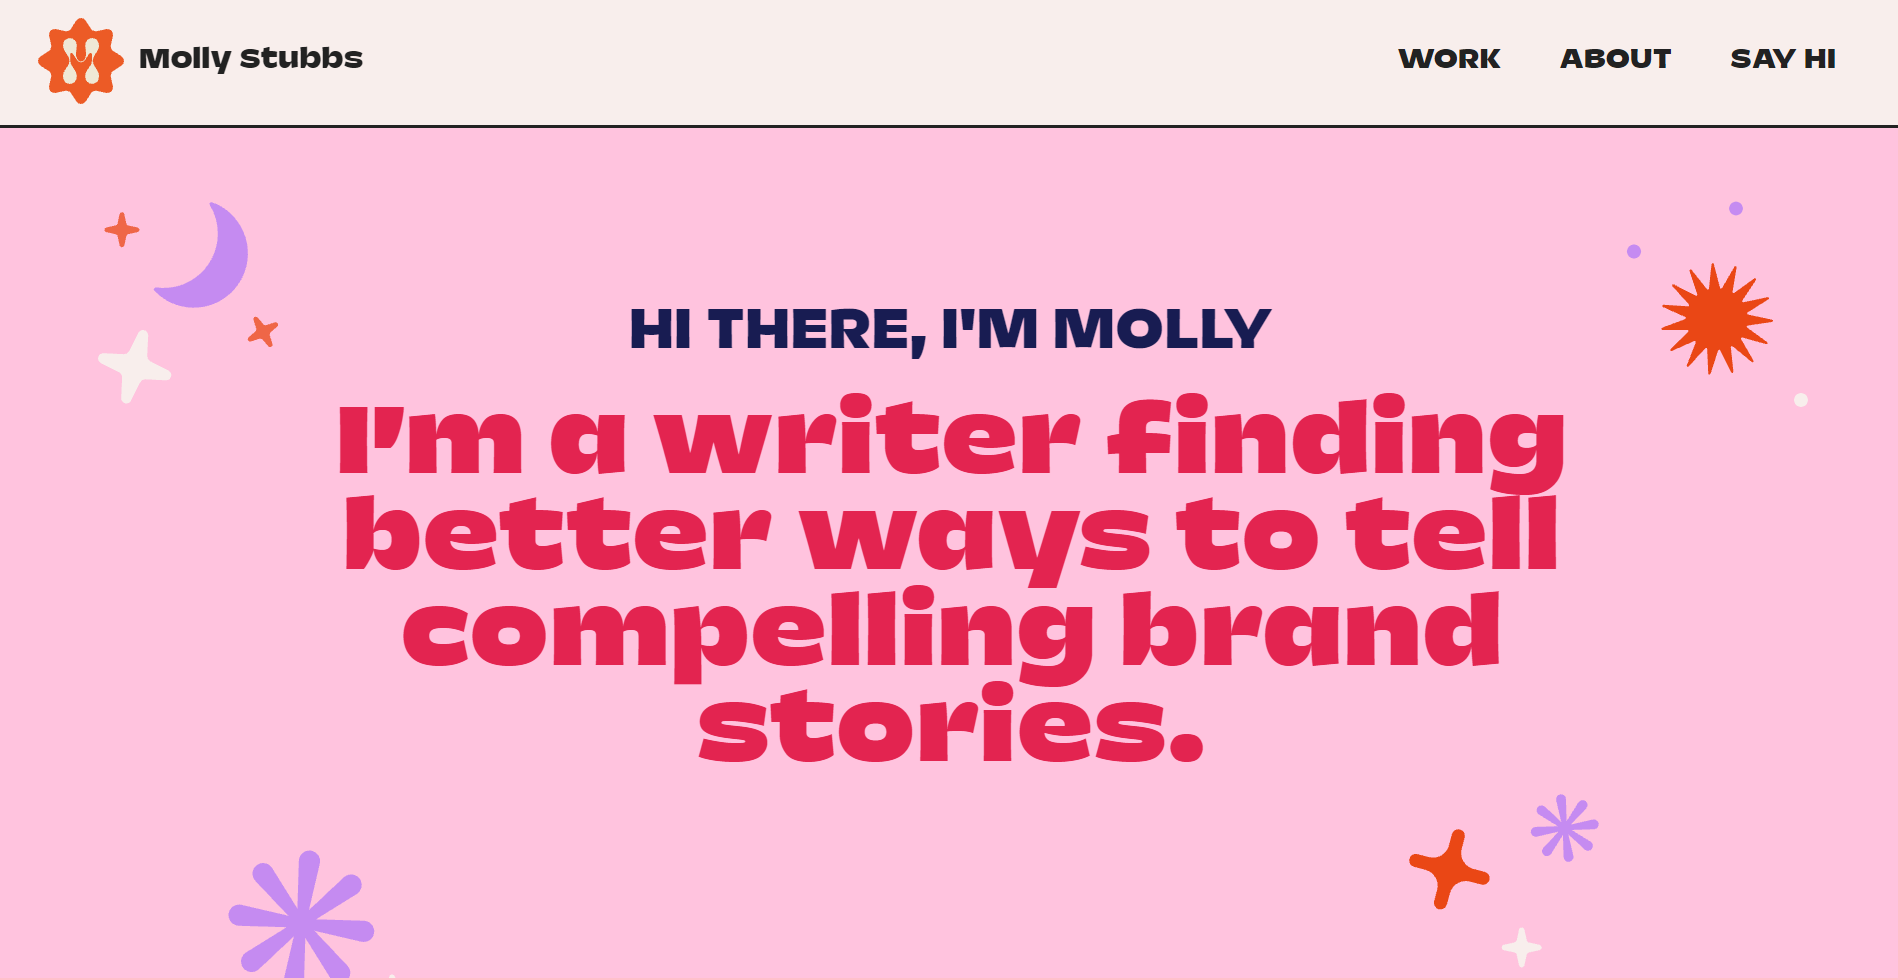 Molly Stubbs
WORK
ABOUT
SAY HI
HI THERE, I'M MOLLY
I'm a writer finding
better ways to tell
compelling brand
stories.